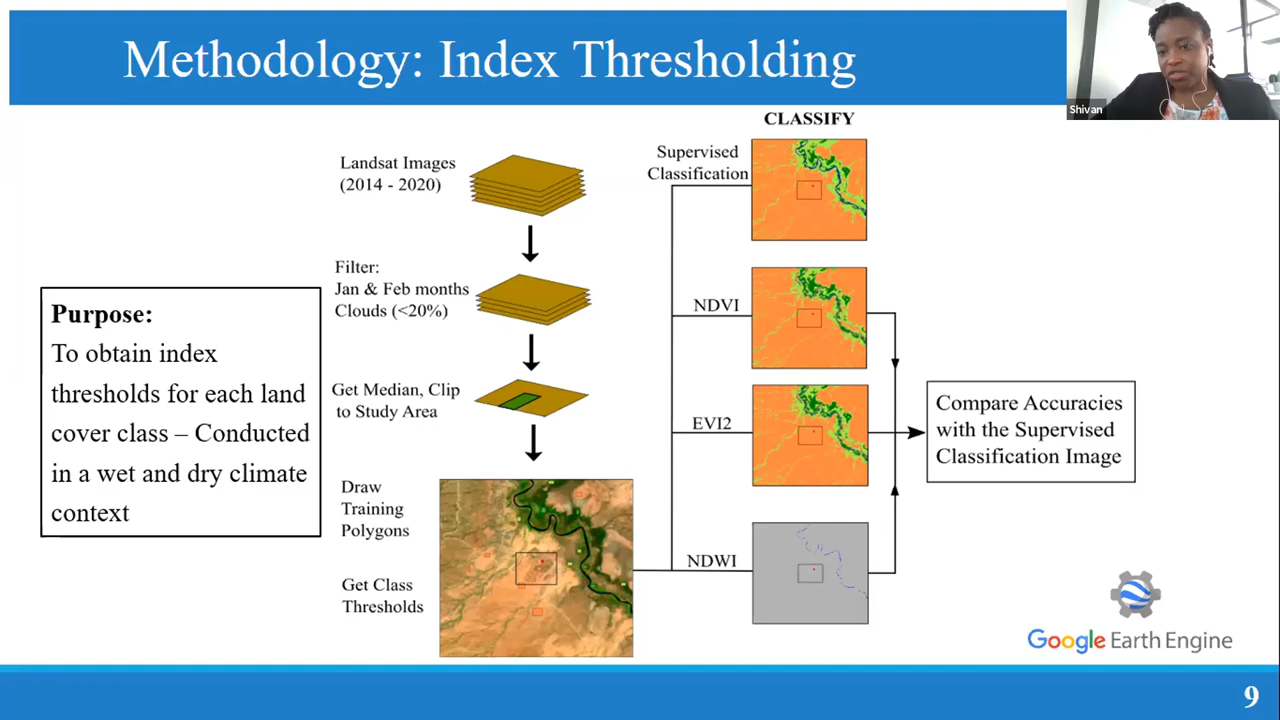 Methodology: Index Thresholding
Shivan
CLASSIFY
Landsat Images
(2014 - 2020)
Filter:
Jan & Feb months
Clouds (<20%)
Get Median, Clip
to Study Area
Draw
Training
Polygons
Get Class
Thresholds
Purpose:
To obtain index
thresholds for each land
cover class – Conducted
in a wet and dry climate
context
Supervised
Classification
NDVI
EVI2
NDWI
Compare Accuracies
with the Supervised
Classification Image
Google Earth Engine
9